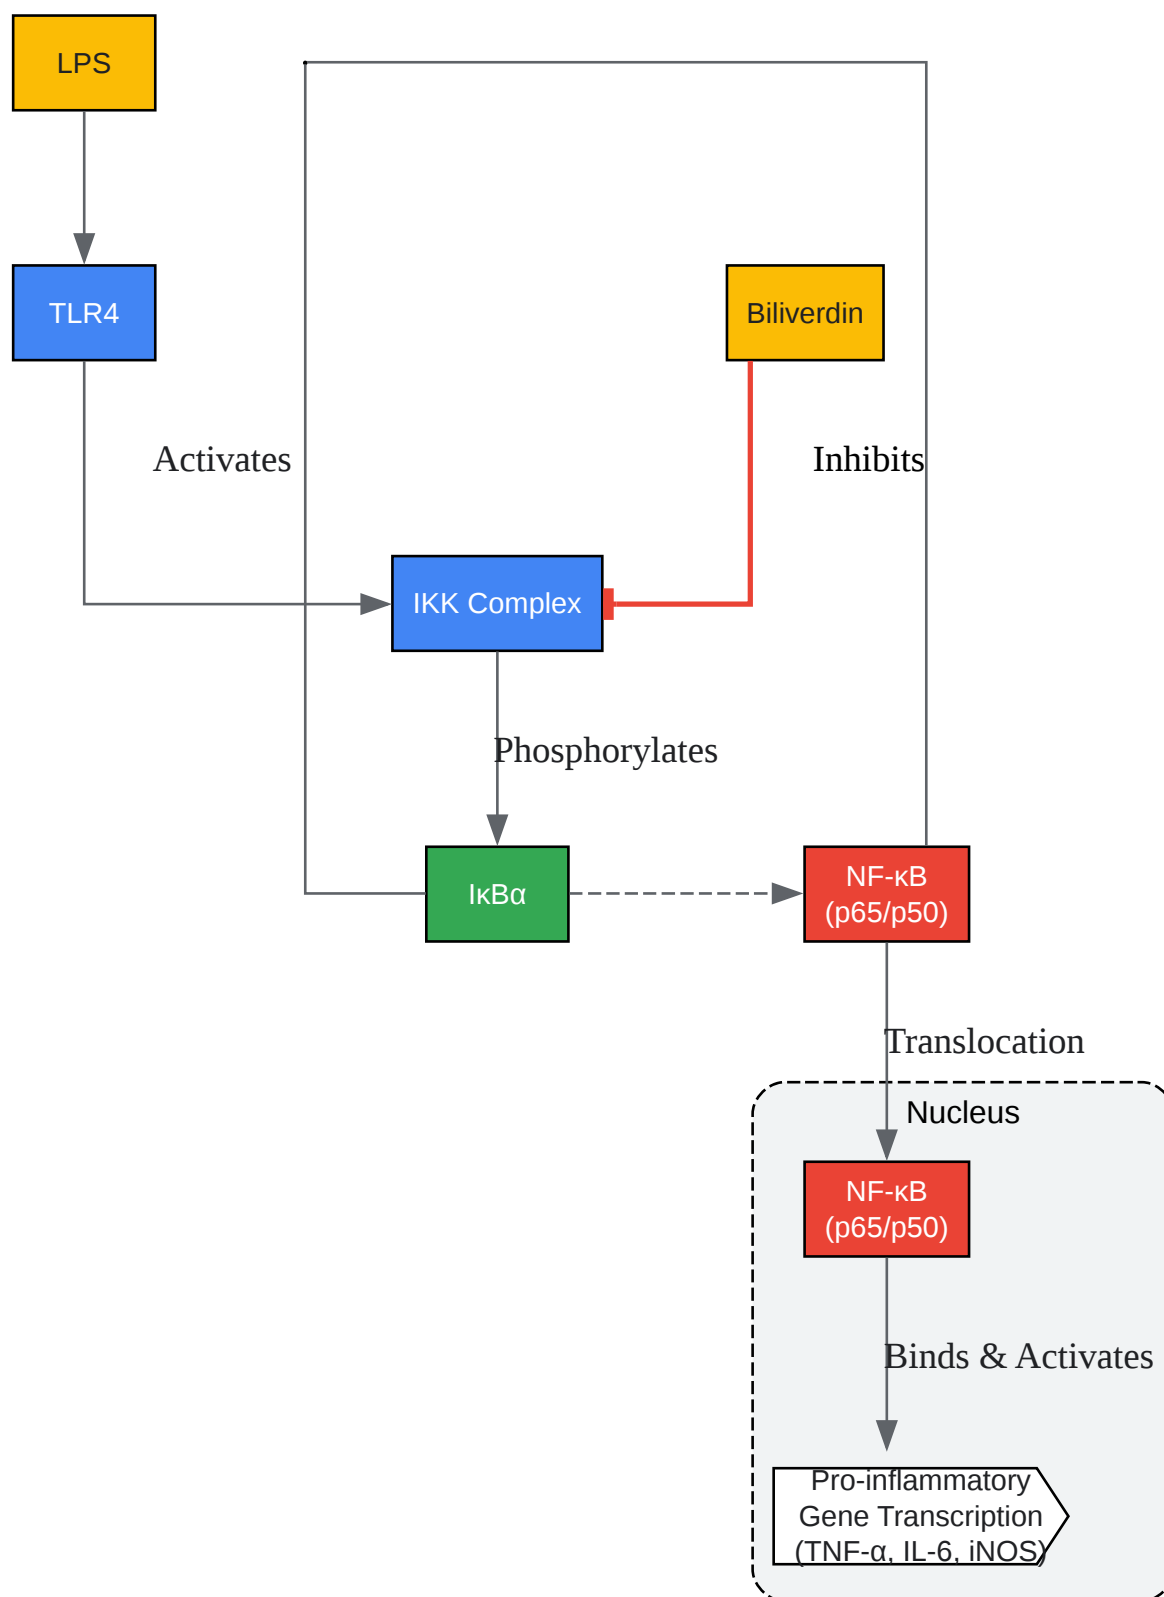 LPS
TLR4
Biliverdin
Activates
Inhibits
IKK Complex
Phosphorylates
IκBα
NF-κB
(p65/p50)
Translocation
Nucleus
NF-κB
(p65/p50)
Binds & Activates
Pro-inflammatory
Gene Transcription
(TNF-α, IL-6, iNOS)